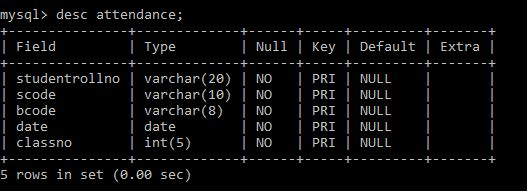 mysql> desc attendance;
+---------------+-------------+------+-----+---------+-------+
| Field         | Type        | Null | Key | Default | Extra |
+---------------+-------------+------+-----+---------+-------+
| studentrollno | varchar(20) | NO   | PRI | NULL    |       |
| scode         | varchar(10) | NO   | PRI | NULL    |       |
| bcode         | varchar(8)  | NO   | PRI | NULL    |       |
| date          | date        | NO   | PRI | NULL    |       |
| classno       | int(5)      | NO   | PRI | NULL    |       |
+---------------+-------------+------+-----+---------+-------+
5 rows in set (0.00 sec)